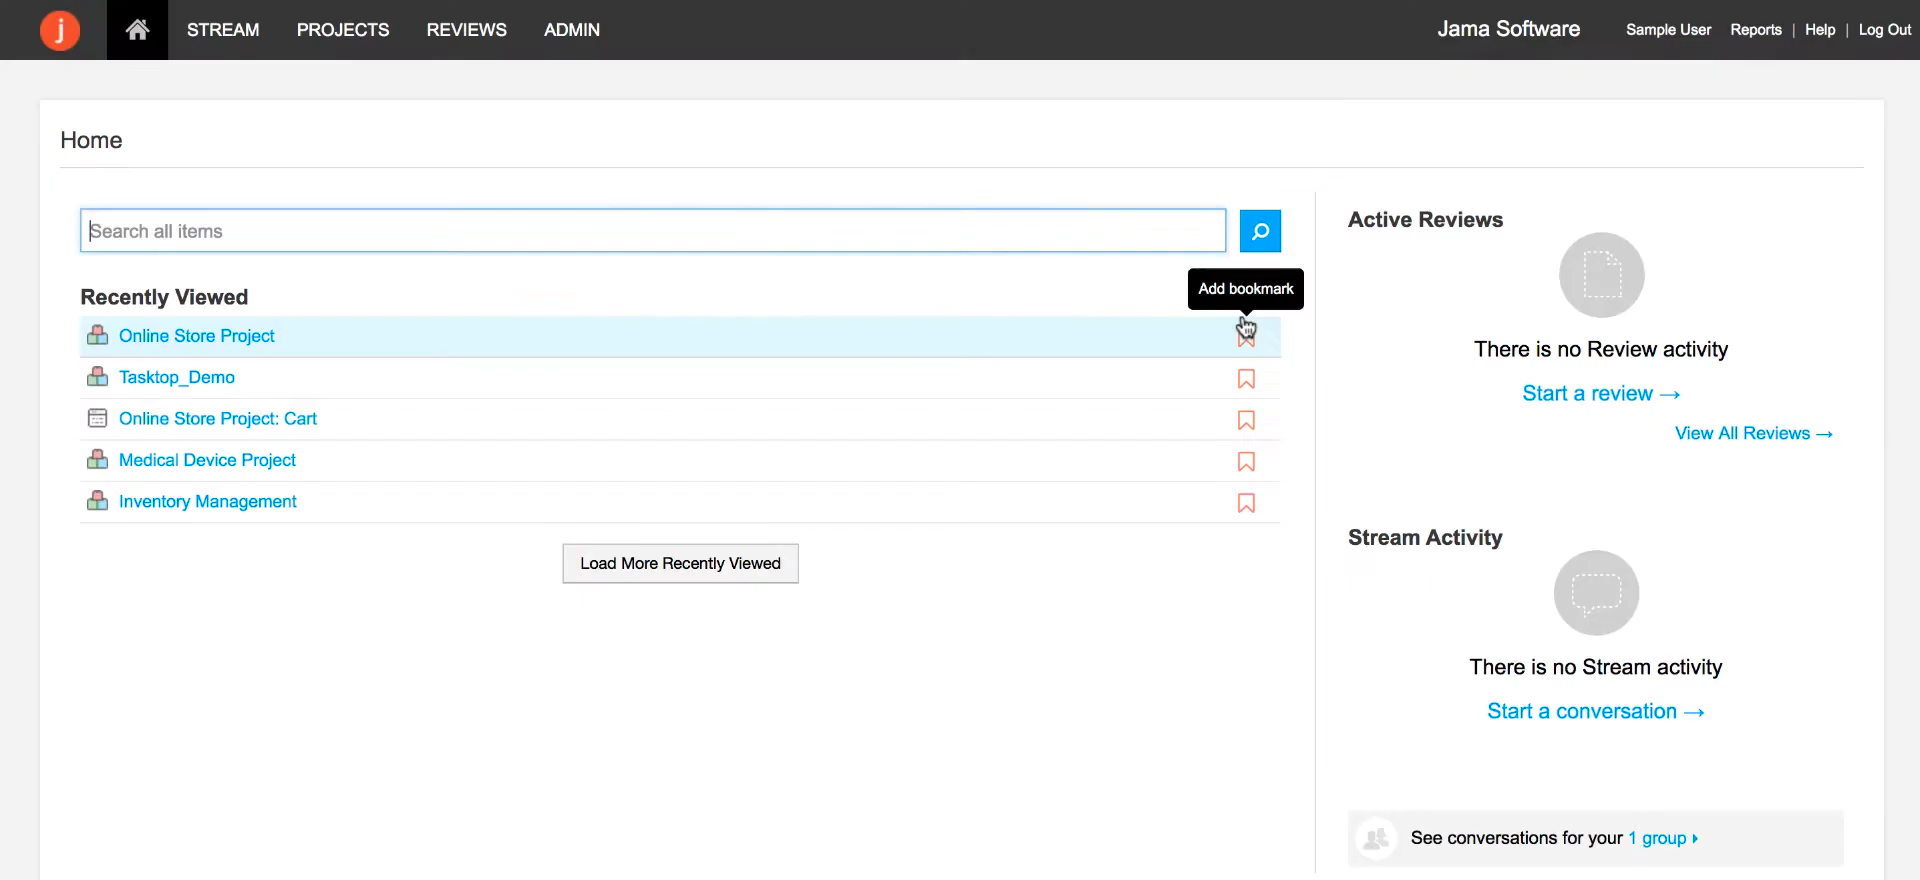 j STREAM PROJECTS REVIEWS ADMIN Jama Software Sample User Reports | Help | Log Out
Home
Search all items
Add bookmark
Recently Viewed
Online Store Project
Tasktop_Demo
Online Store Project: Cart
Medical Device Project
Inventory Management
Load More Recently Viewed
Active Reviews
There is no Review activity
Start a review →
View All Reviews →
Stream Activity
There is no Stream activity
Start a conversation →
See conversations for your 1 group